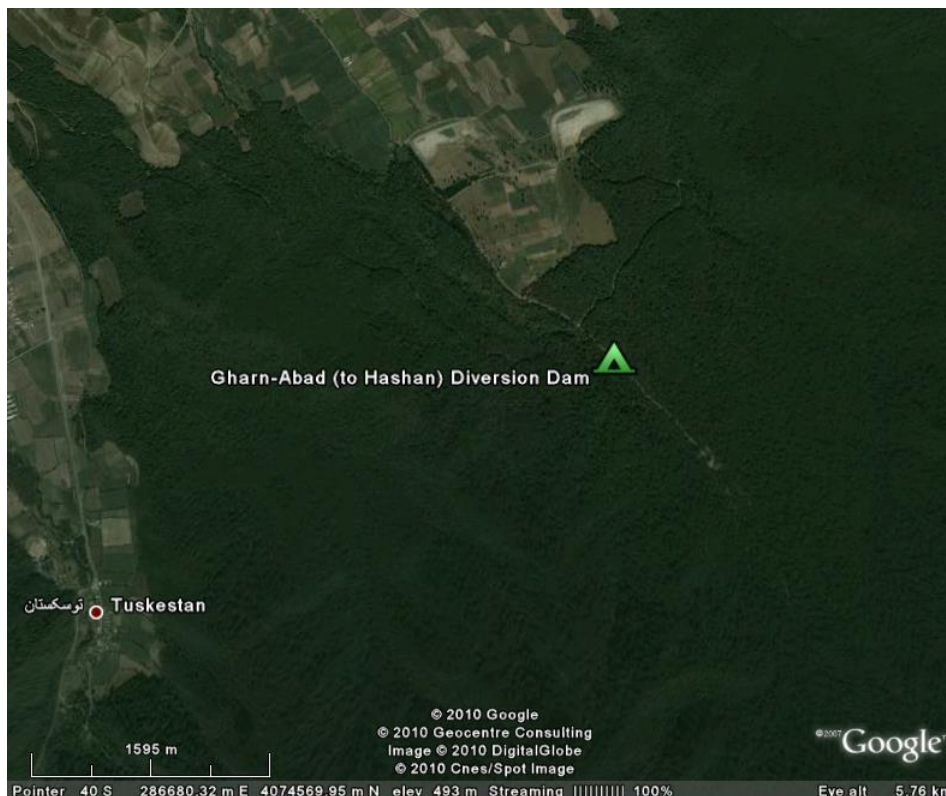 Gharn-Abad (to Hashan) Diversion Dam
توسکستان Tuskestan
© 2010 Google
© 2010 Geocentre Consulting
Image © 2010 DigitalGlobe
© 2010 Cnes/Spot Image
©2007 Google™
1595 m
Pointer 40 S 286680.32 m E 4074569.95 m N elev 493 m Streaming |||||||||| 100% Eye alt 5.76 km